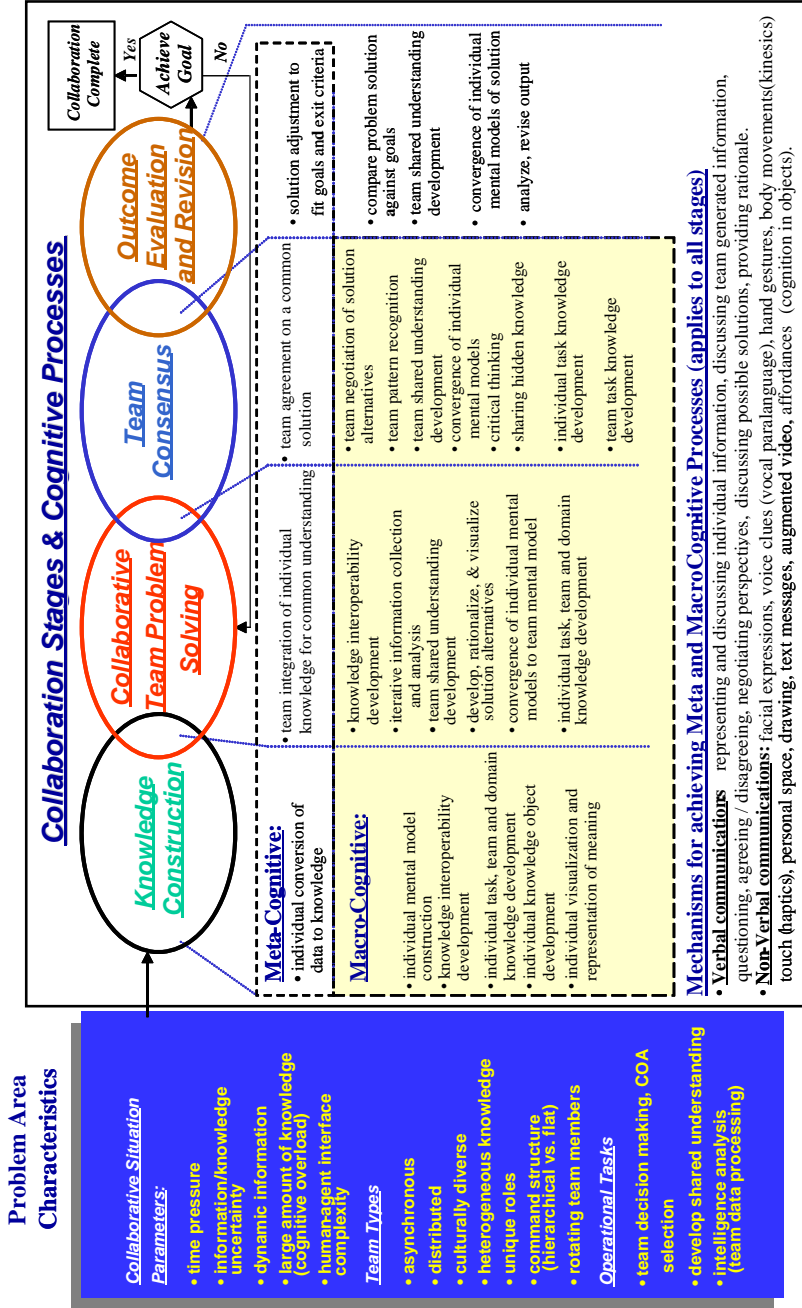 Problem Area
Characteristics
Collaborative Situation
Parameters:
• time pressure
• information/knowledge
uncertainty
• dynamic information
• large amount of knowledge
(cognitive overload)
• human-agent interface
complexity
Team Types
• asynchronous
• distributed
• culturally diverse
• heterogeneous knowledge
• unique roles
• command structure
(hierarchical vs. flat)
• rotating team members
Operational Tasks
• team decision making, COA
selection
• develop shared understanding
• intelligence analysis
(team data processing)
Collaboration Stages & Cognitive Processes
Knowledge
Construction
Collaborative
Team Problem
Solving
Team
Consensus
Outcome
Evaluation
and Revision
Collaboration
Complete
Yes
Achieve
Goal
No
Meta-Cognitive:
• individual conversion of
data to knowledge
• team integration of individual
knowledge for common understanding
• team agreement on a common
solution
• solution adjustment to
fit goals and exit criteria
Macro-Cognitive:
• individual mental model
construction
• knowledge interoperability
development
• individual task, team and domain
knowledge development
• individual knowledge object
development
• individual visualization and
representation of meaning
• knowledge interoperability
development
• iterative information collection
and analysis
• team shared understanding
development
• develop, rationalize, & visualize
solution alternatives
• convergence of individual mental
models to team mental model
• individual task, team and domain
knowledge development
• team negotiation of solution
alternatives
• team pattern recognition
• team shared understanding
development
• convergence of individual
mental models
• critical thinking
• sharing hidden knowledge
• individual task knowledge
development
• team task knowledge
development
• compare problem solution
against goals
• team shared understanding
development
• convergence of individual
mental models of solution
• analyze, revise output
Mechanisms for achieving Meta and MacroCognitive Processes (applies to all stages)
• Verbal communications representing and discussing individual information, discussing team generated information,
questioning, agreeing / disagreeing, negotiating perspectives, discussing possible solutions, providing rationale.
• Non-Verbal communications: facial expressions, voice clues (vocal paralanguage), hand gestures, body movements(kinesics)
touch (haptics), personal space, drawing, text messages, augmented video, affordances (cognition in objects).